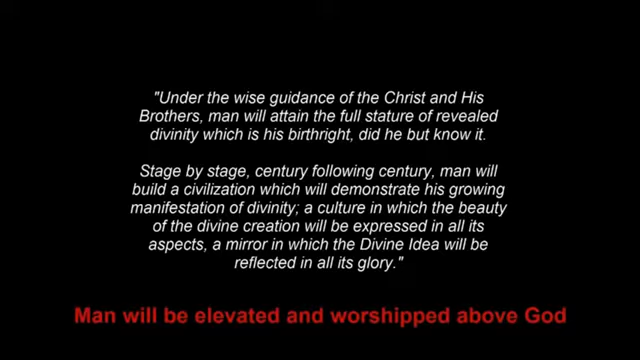 "Under the wise guidance of the Christ and His
Brothers, man will attain the full stature of revealed
divinity which is his birthright, did he but know it.
Stage by stage, century following century, man will
build a civilization which will demonstrate his growing
manifestation of divinity; a culture in which the beauty
of the divine creation will be expressed in all its
aspects, a mirror in which the Divine Idea will be
reflected in all its glory."
Man will be elevated and worshipped above God